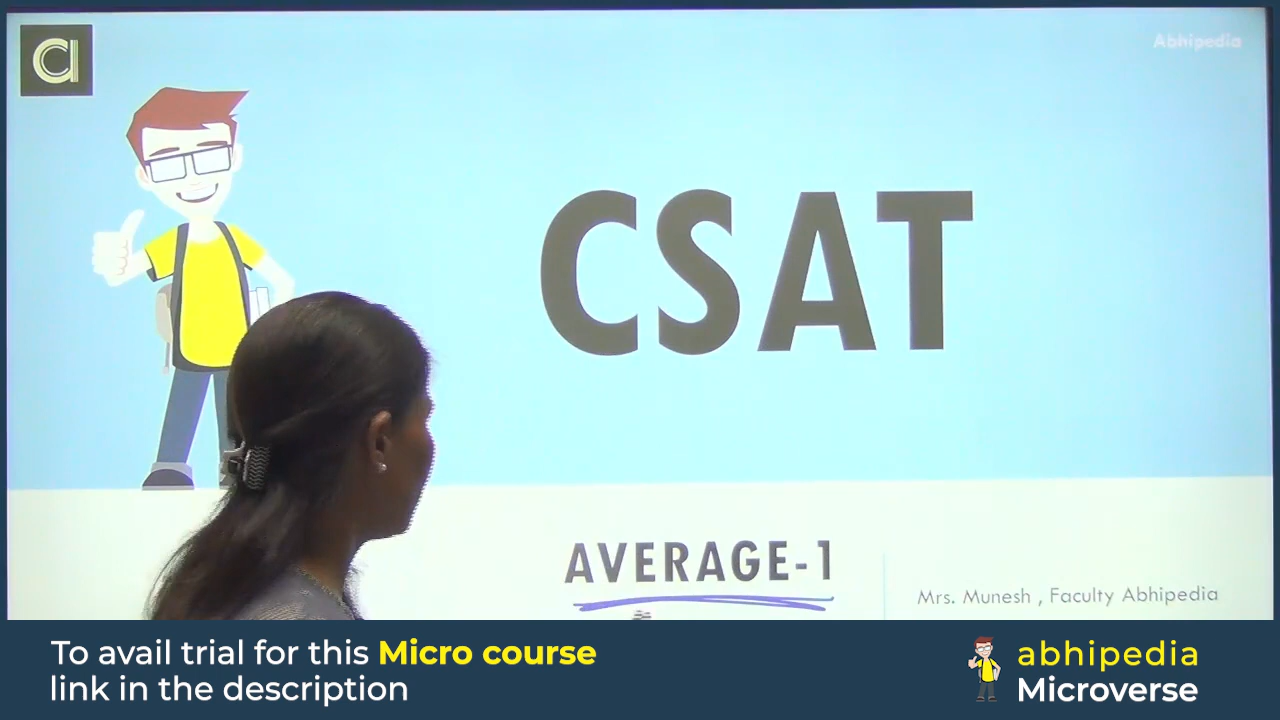 a
Abhipedia
CSAT
AVERAGE-1
Mrs. Munesh , Faculty Abhipedia
To avail trial for this Micro course
link in the description
abhipedia
Microverse